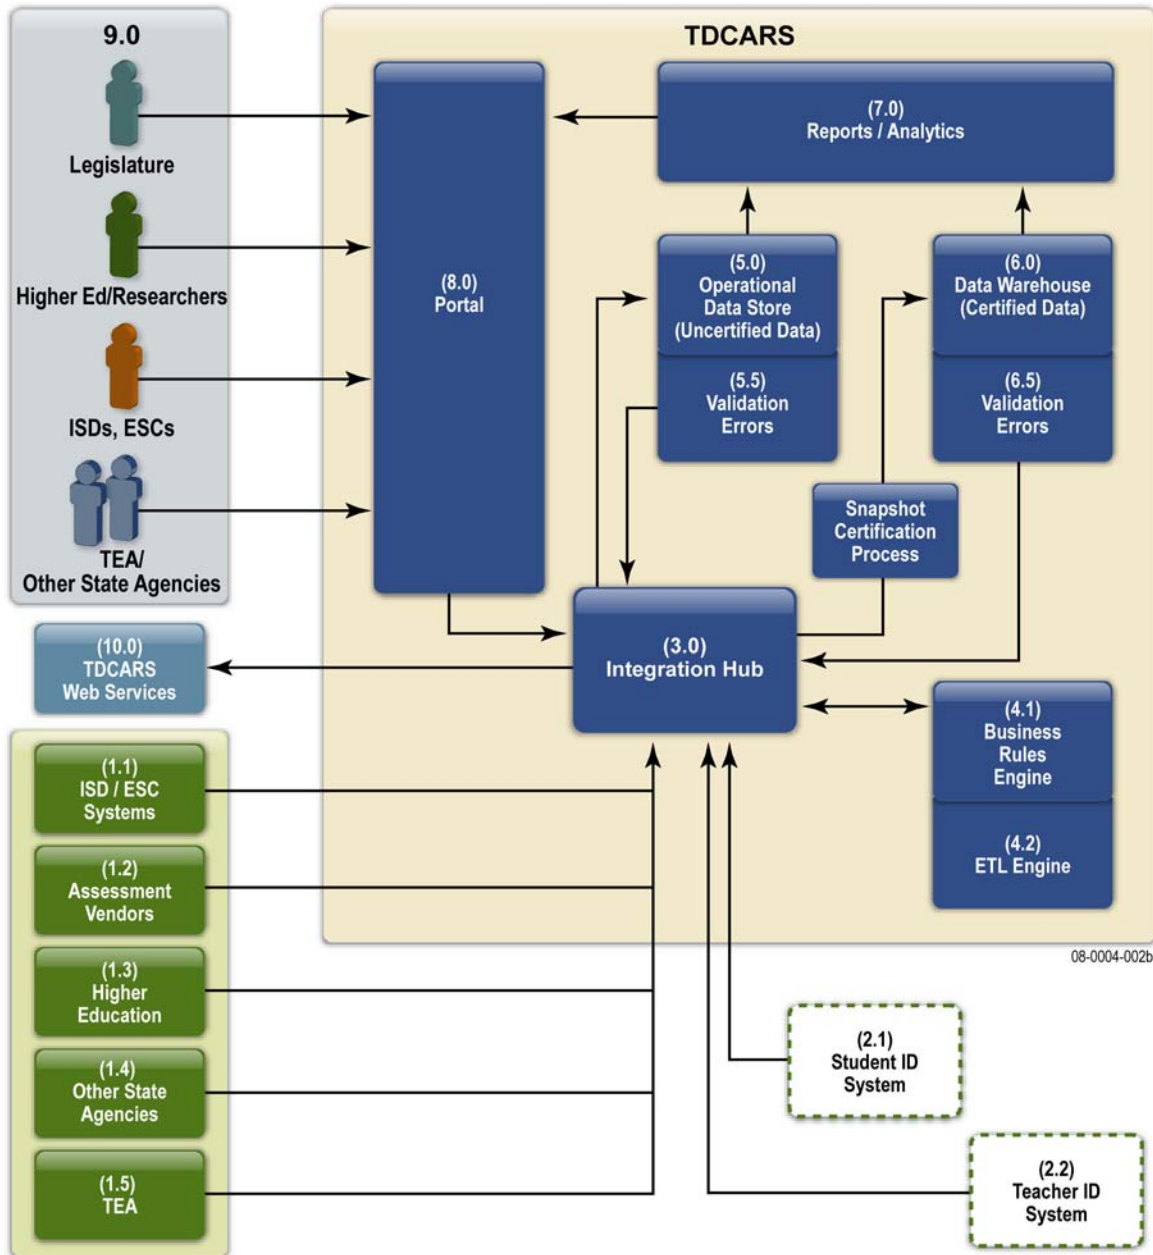 9.0
Legislature
Higher Ed/Researchers
ISDs, ESCs
TEA/
Other State Agencies
TDCARS
(8.0)
Portal
(7.0)
Reports / Analytics
(5.0)
Operational
Data Store
(Uncertified Data)
(5.5)
Validation
Errors
(6.0)
Data Warehouse
(Certified Data)
(6.5)
Validation
Errors
Snapshot
Certification
Process
(3.0)
Integration Hub
(4.1)
Business
Rules
Engine
(4.2)
ETL Engine
(10.0)
TDCARS
Web Services
(1.1)
ISD / ESC
Systems
(1.2)
Assessment
Vendors
(1.3)
Higher
Education
(1.4)
Other State
Agencies
(1.5)
TEA
08-0004-002b
(2.1)
Student ID
System
(2.2)
Teacher ID
System